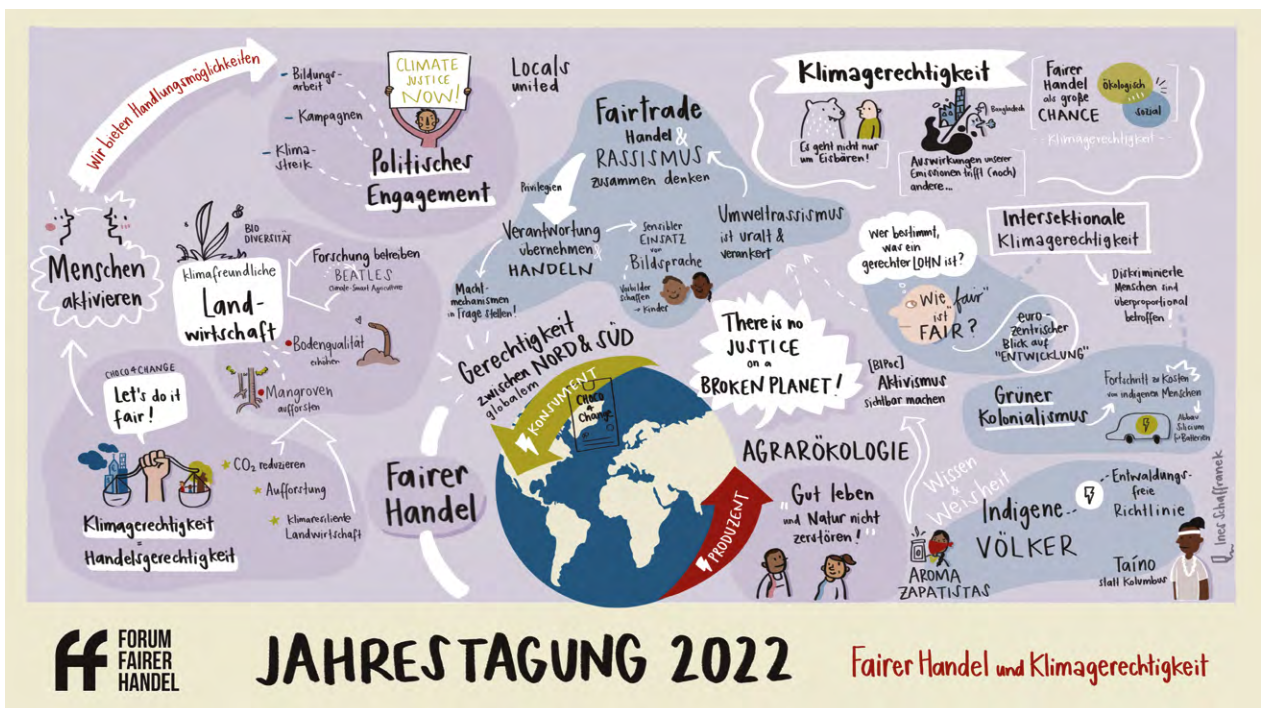 Wir bieten Handlungsmöglichkeiten
- Bildungs-
arbeit
- Kampagnen
- Klima-
streik
CLIMATE
JUSTICE
NOW!
Politisches
Engagement
Locals
united
Menschen
aktivieren
BIO
DIVERSITÄT
klimafreundliche
Land-
wirtschaft
Forschung betreiben
BEATLES
Climate-Smart Agriculture
Bodenqualität
erhöhen
Mangroven
aufforsten
CHOCO4CHANGE
Let's do it
fair!
Klimagerechtigkeit
=
Handelsgerechtigkeit
CO₂ reduzieren
Aufforstung
Klimaresiliente
Landwirtschaft
Fairtrade
Handel &
RASSISMUS
zusammen denken
Privilegien
Verantwortung
übernehmen
HANDELN
Macht-
mechanismen
in Frage stellen!
Sensibler
EINSATZ
von
Bildsprache
Vorbilder
schaffen
→ Kinder
Umweltrassismus
ist uralt &
verankert
Klimagerechtigkeit
Es geht nicht nur
um Eisbären!
Bangladesch
Auswirkungen unserer
Emissionen trifft (noch)
andere...
Fairer
Handel
als große
CHANCE
ökologisch
sozial
- Klimagerechtigkeit -
Intersektionale
Klimagerechtigkeit
Diskriminierte
Menschen sind
überproportional
betroffen!
Wer bestimmt,
was ein
gerechter LOHN ist?
Wie "fair"
ist
FAIR?
euro-
zentrischer
Blick auf
"ENTWICKLUNG"
Grüner
Kolonialismus
Fortschritt zu Kosten
von indigenen Menschen
Abbau
Silicium
für Batterien
Gerechtigkeit
zwischen NORD & SÜD
globalem
KONSUMENT
CHOCO
4
Change
PRODUZENT
Fairer
Handel
There is no
JUSTICE
on a
BROKEN PLANET!
[BIPoC]
Aktivismus
sichtbar machen
AGRARÖKOLOGIE
"Gut leben
und Natur nicht
zerstören!"
Wissen
&
Weisheit
AROMA
ZAPATISTAS
Indigene
VÖLKER
Entwaldungs-
freie
Richtlinie
Taíno
statt Kolumbus
Ines Schaffranek
FORUM
FAIRER
HANDEL
JAHRESTAGUNG 2022
Fairer Handel und Klimagerechtigkeit